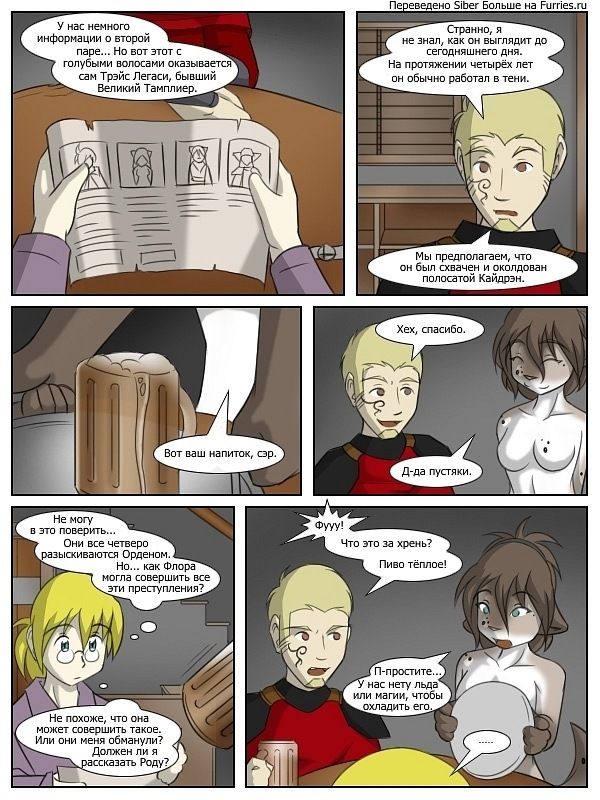 Переведено Siber Больше на Furries.ru
У нас немного
информации о второй
паре... Но вот этот с
голубыми волосами оказывается
сам Трэйс Легаси, бывший
Великий Тамплиер.
Странно, я
не знал, как он выглядит до
сегодняшнего дня.
На протяжении четырёх лет
он обычно работал в тени.
Мы предполагаем, что
он был схвачен и околдован
полосатой Кайдрэн.
Вот ваш напиток, сэр.
Хех, спасибо.
Д-да пустяки.
Не могу
в это поверить...
Они все четверо
разыскиваются Орденом.
Но... как Флора
могла совершить все
эти преступления?
Не похоже, что она
может совершить такое.
Или они меня обманули?
Должен ли я
рассказать Роду?
Фууу!
Что это за хрень?
Пиво тёплое!
П-простите...
У нас нету льда
или магии, чтобы
охладить его.
.....